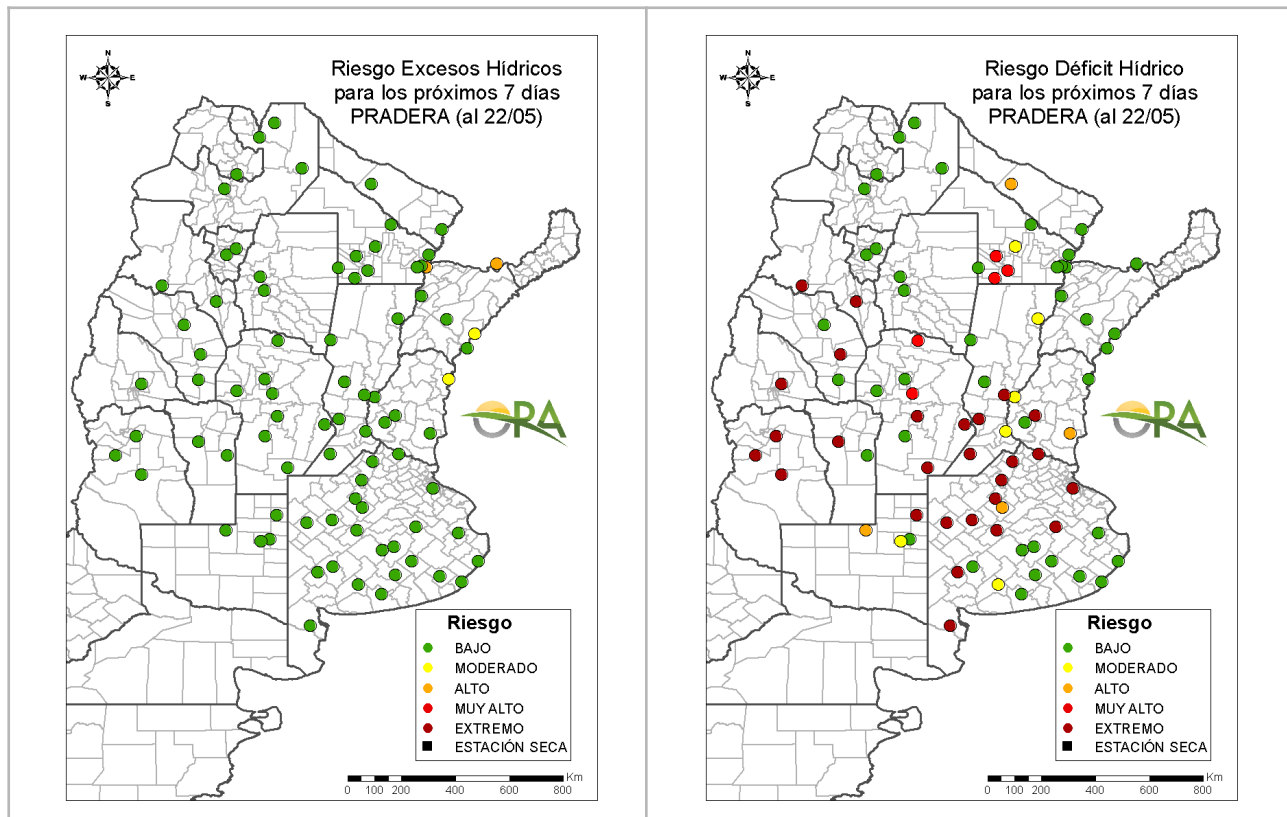 N
W E
S
Riesgo Excesos Hídricos
para los próximos 7 días
PRADERA (al 22/05)
ORA
Riesgo
BAJO
MODERADO
ALTO
MUY ALTO
EXTREMO
ESTACIÓN SECA
Km
0 100 200 400 600 800
N
W E
S
Riesgo Déficit Hídrico
para los próximos 7 días
PRADERA (al 22/05)
ORA
Riesgo
BAJO
MODERADO
ALTO
MUY ALTO
EXTREMO
ESTACIÓN SECA
Km
0 100 200 400 600 800